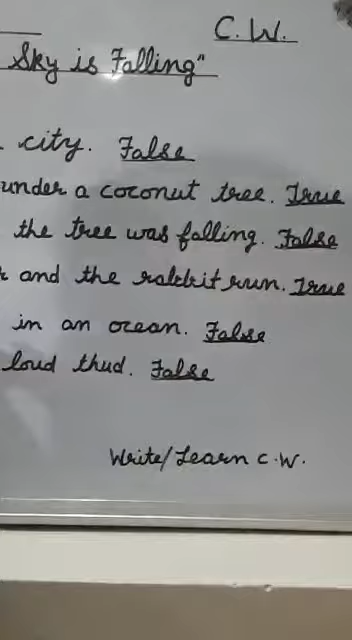 C.W.
Sky is Falling"
city. False
under a coconut tree. True
the tree was falling. False
and the rabbit run. True
in an ocean. False
loud thud. False
Write/Learn C.W.